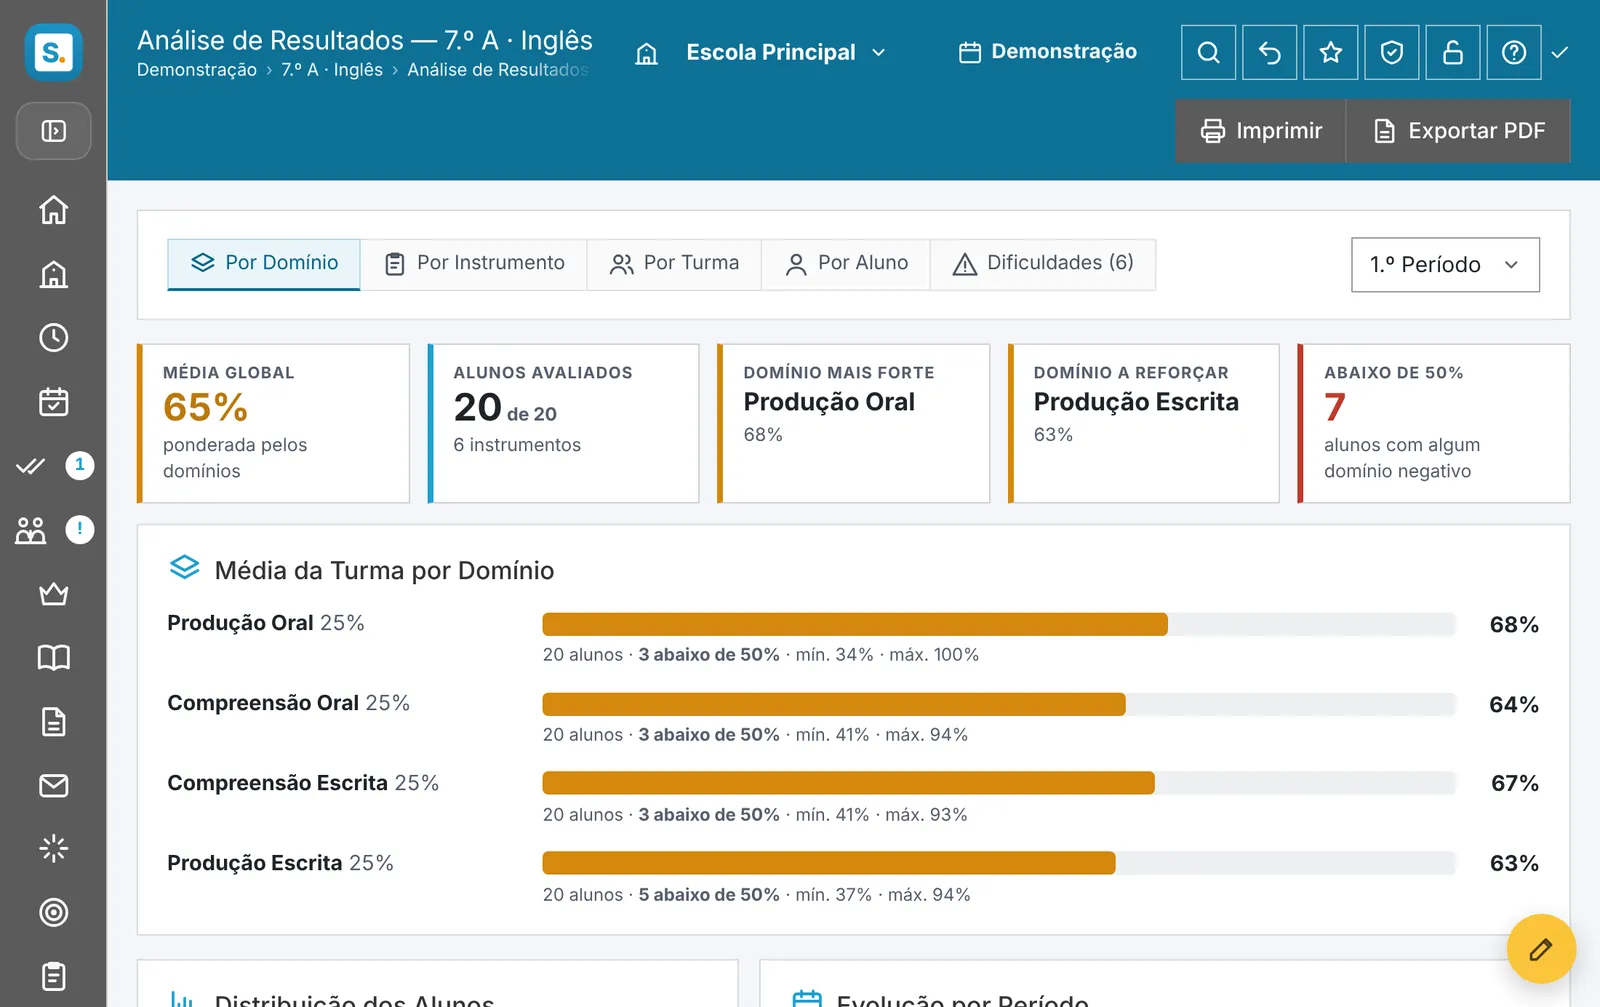 s.
Análise de Resultados — 7.º A · Inglês
Demonstração › 7.º A · Inglês › Análise de Resultados
Escola Principal
Demonstração
Imprimir
Exportar PDF
Por Domínio
Por Instrumento
Por Turma
Por Aluno
Dificuldades (6)
1.º Período
MÉDIA GLOBAL
65%
ponderada pelos
domínios
ALUNOS AVALIADOS
20 de 20
6 instrumentos
DOMÍNIO MAIS FORTE
Produção Oral
68%
DOMÍNIO A REFORÇAR
Produção Escrita
63%
ABAIXO DE 50%
7
alunos com algum
domínio negativo
1
!
Média da Turma por Domínio
Produção Oral 25%
68%
20 alunos · 3 abaixo de 50% · mín. 34% · máx. 100%
Compreensão Oral 25%
64%
20 alunos · 3 abaixo de 50% · mín. 41% · máx. 94%
Compreensão Escrita 25%
67%
20 alunos · 3 abaixo de 50% · mín. 41% · máx. 93%
Produção Escrita 25%
63%
20 alunos · 5 abaixo de 50% · mín. 37% · máx. 94%
Distribuição dos Alunos
Evolução por Período